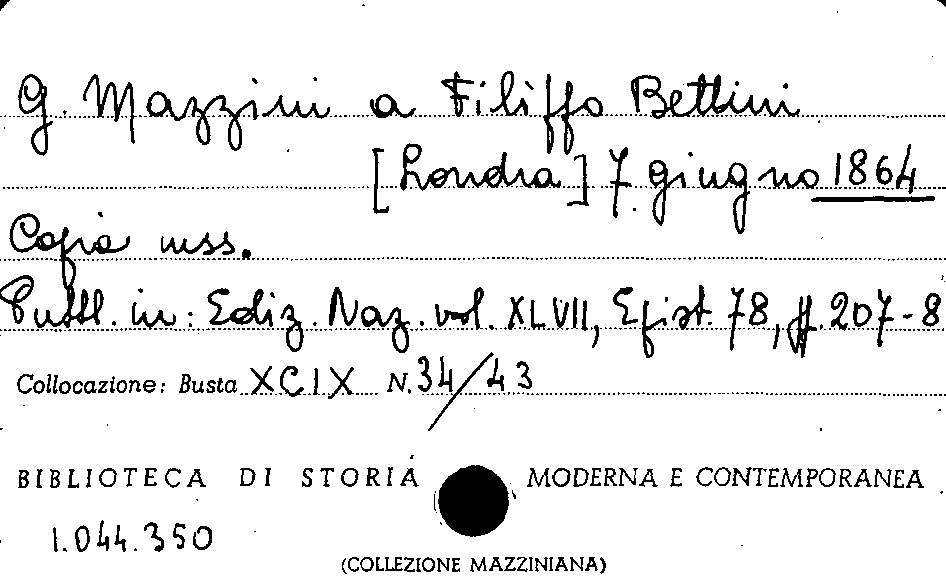 G. Mazzini a Filippo Bettini
[Londra] 7 giugno 1864
Copia mss.
Pubbl. in: Ediz. Naz. vol. XLVII, Epist. 78, pp. 207-8
Collocazione: Busta XCIX N. 34/43
BIBLIOTECA DI STORIA MODERNA E CONTEMPORANEA
1.044.350
(COLLEZIONE MAZZINIANA)